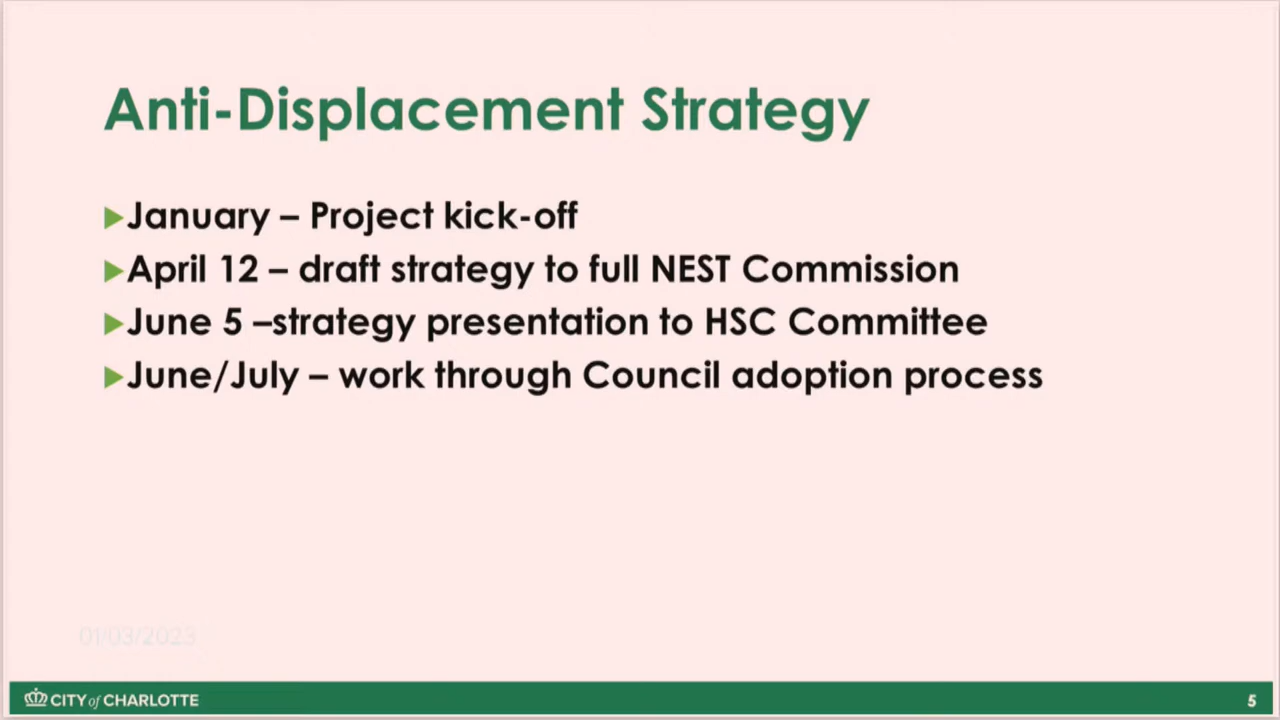 Anti-Displacement Strategy
▶January – Project kick-off
▶April 12 – draft strategy to full NEST Commission
▶June 5 –strategy presentation to HSC Committee
▶June/July – work through Council adoption process
01/03/2023
CITY of CHARLOTTE
5